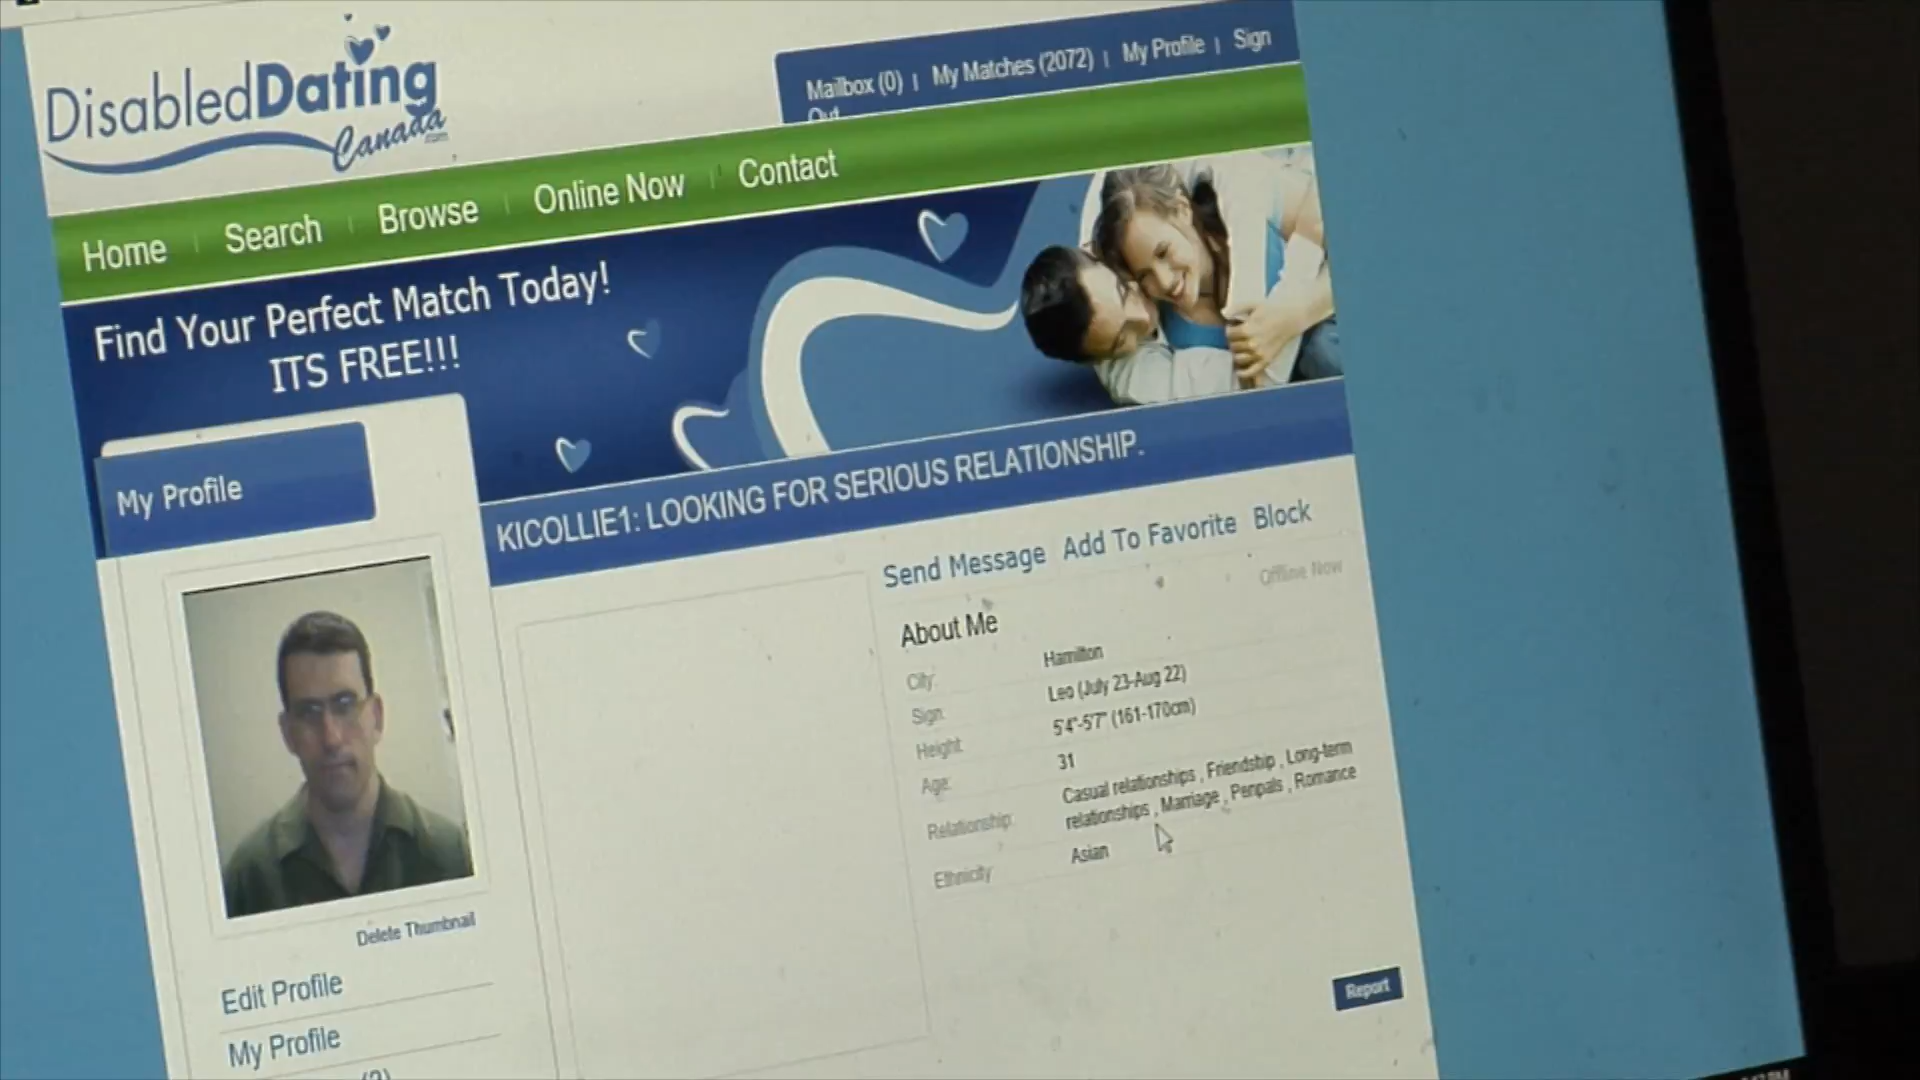 DisabledDating
Canada
.com
Mailbox (0) | My Matches (2072) | My Profile | Sign
Out
Home | Search | Browse | Online Now | Contact
Find Your Perfect Match Today!
ITS FREE!!!
My Profile
Delete Thumbnail
Edit Profile
My Profile
KICOLLIE1: LOOKING FOR SERIOUS RELATIONSHIP.
Send Message Add To Favorite Block
Offline Now
About Me
City: Hamilton
Sign: Leo (July 23-Aug 22)
Height: 5'4"-5'7" (161-170cm)
Age: 31
Relationship: Casual relationships , Friendship , Long-term
relationships , Marriage , Penpals , Romance
Ethnicity Asian
Report